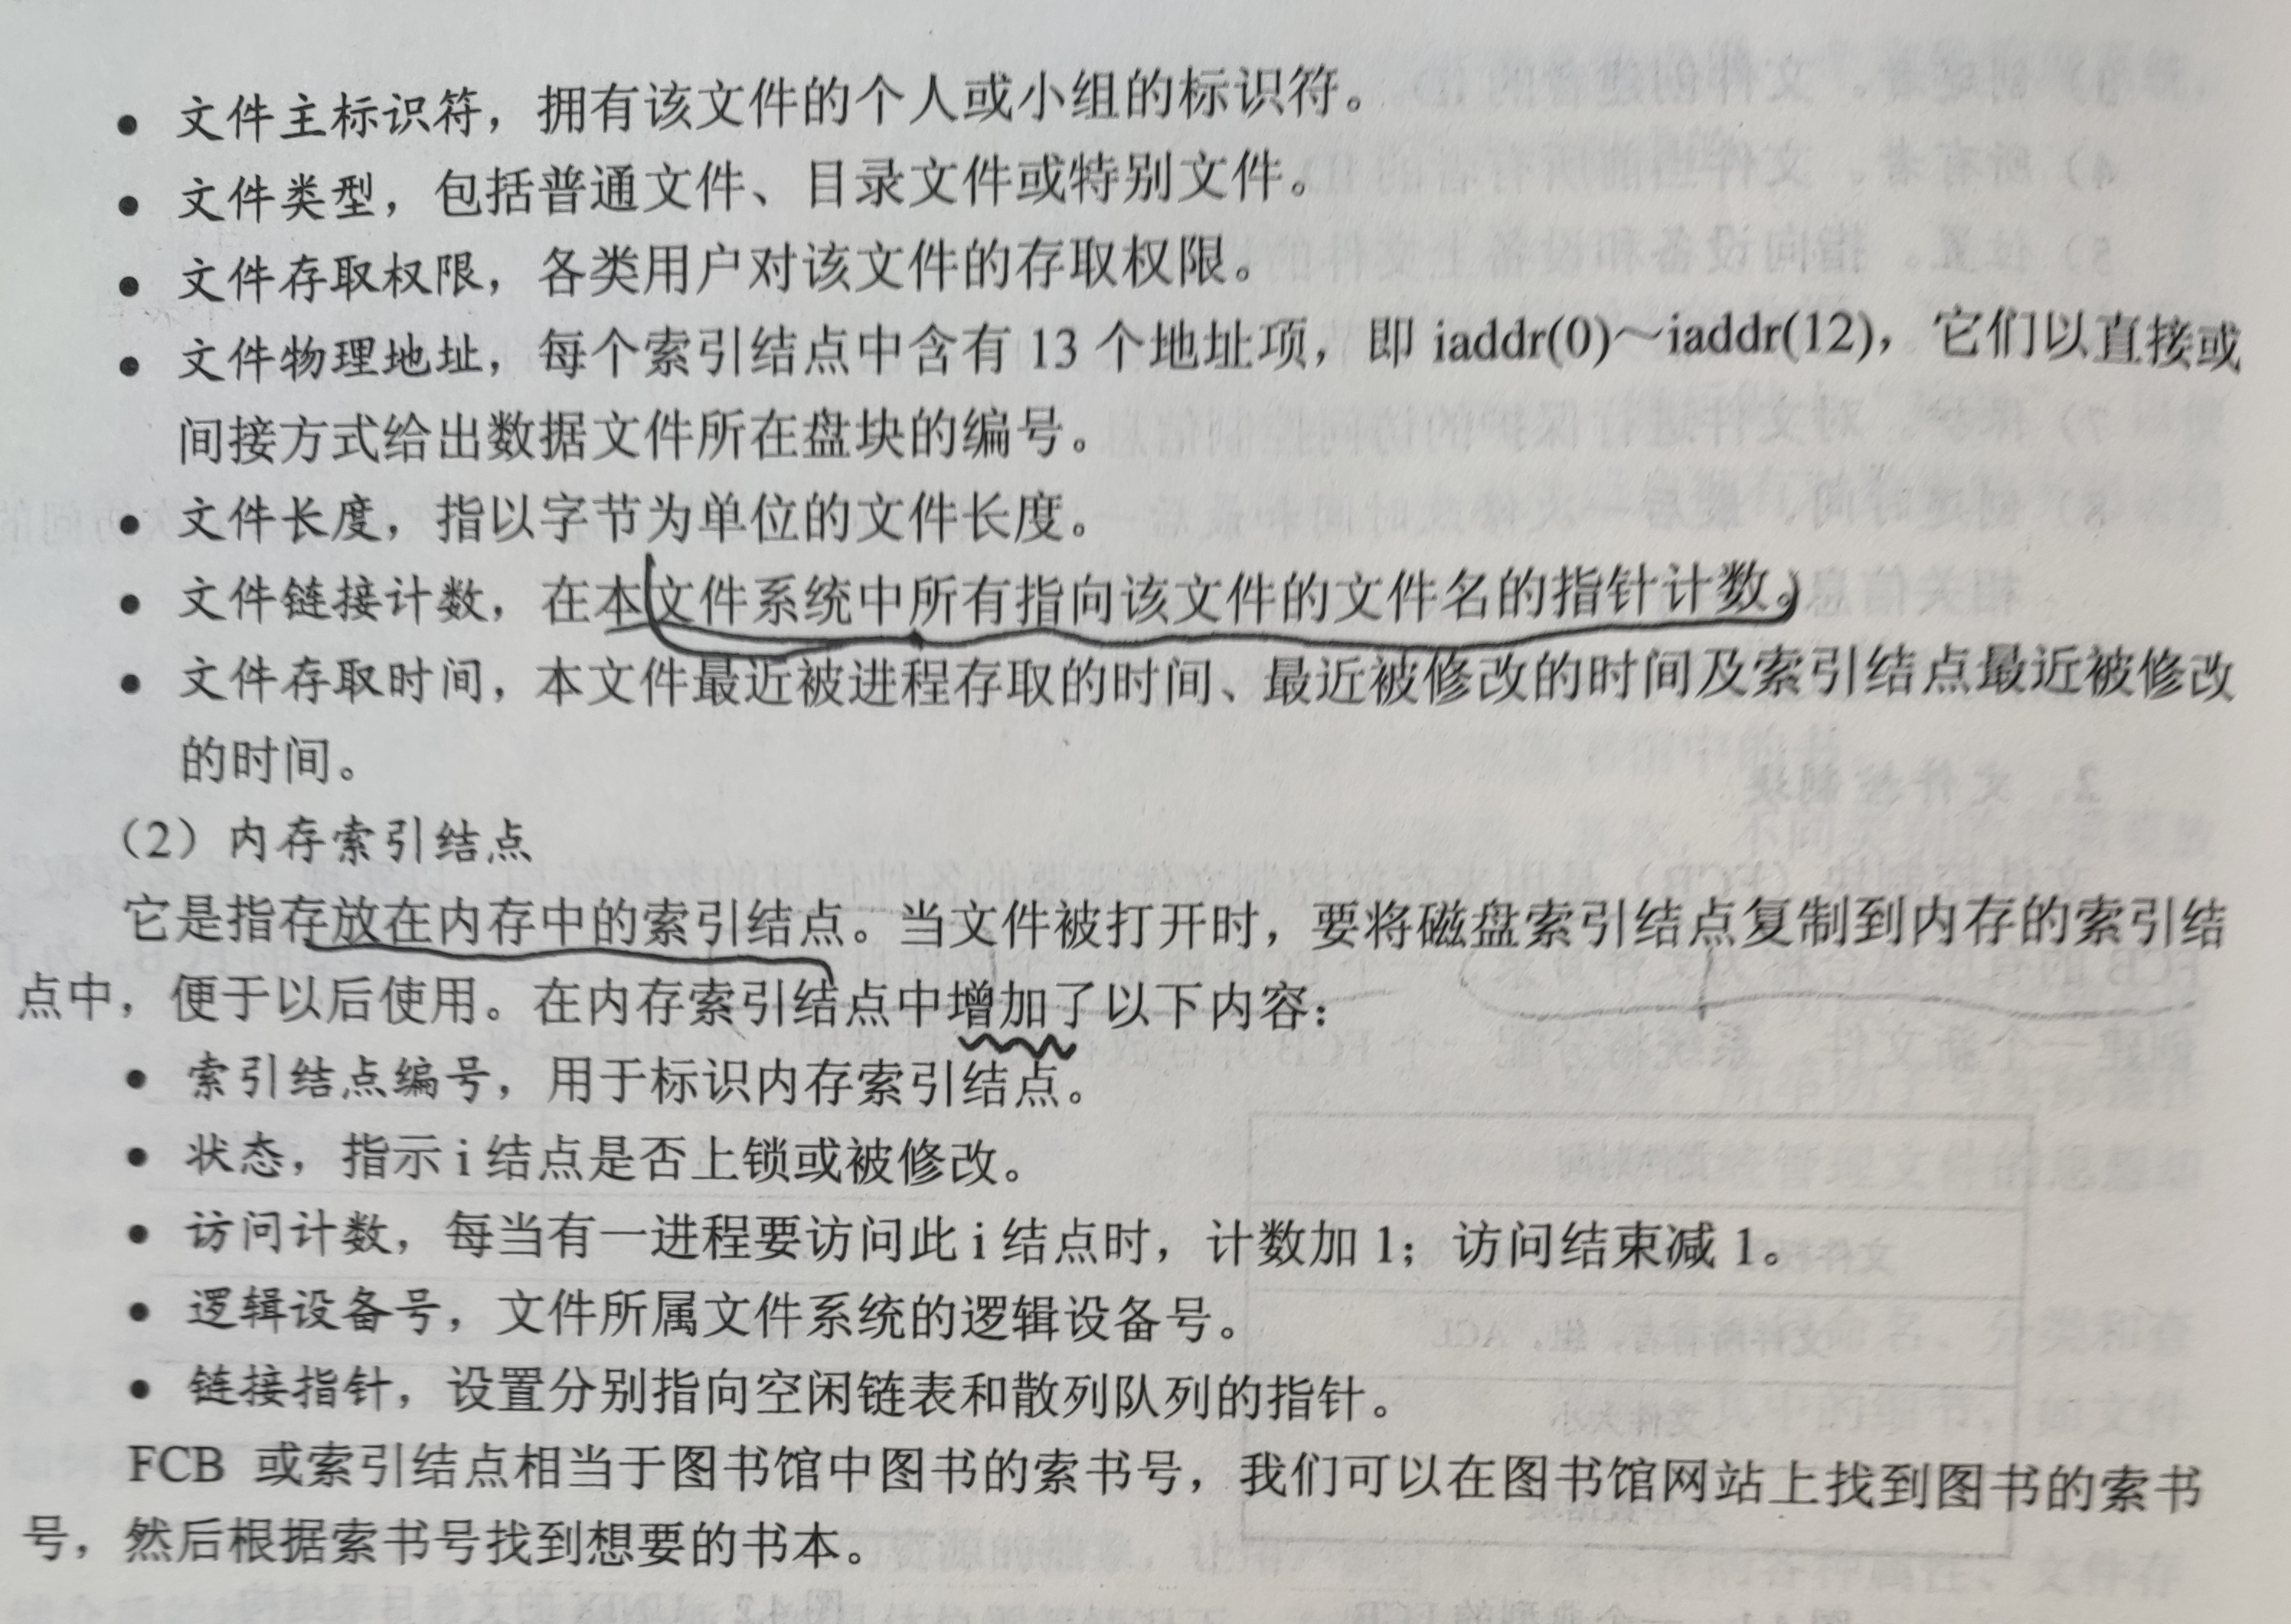 • 文件主标识符，拥有该文件的个人或小组的标识符。
• 文件类型，包括普通文件、目录文件或特别文件。
• 文件存取权限，各类用户对该文件的存取权限。
• 文件物理地址，每个索引结点中含有 13 个地址项，即 iaddr(0)～iaddr(12)，它们以直接或
间接方式给出数据文件所在盘块的编号。
• 文件长度，指以字节为单位的文件长度。
• 文件链接计数，在本文件系统中所有指向该文件的文件名的指针计数。
• 文件存取时间，本文件最近被进程存取的时间、最近被修改的时间及索引结点最近被修改
的时间。
（2）内存索引结点
它是指存放在内存中的索引结点。当文件被打开时，要将磁盘索引结点复制到内存的索引结
点中，便于以后使用。在内存索引结点中增加了以下内容：
• 索引结点编号，用于标识内存索引结点。
• 状态，指示 i 结点是否上锁或被修改。
• 访问计数，每当有一进程要访问此 i 结点时，计数加 1；访问结束减 1。
• 逻辑设备号，文件所属文件系统的逻辑设备号。
• 链接指针，设置分别指向空闲链表和散列队列的指针。
FCB 或索引结点相当于图书馆中图书的索书号，我们可以在图书馆网站上找到图书的索书
号，然后根据索书号找到想要的书本。